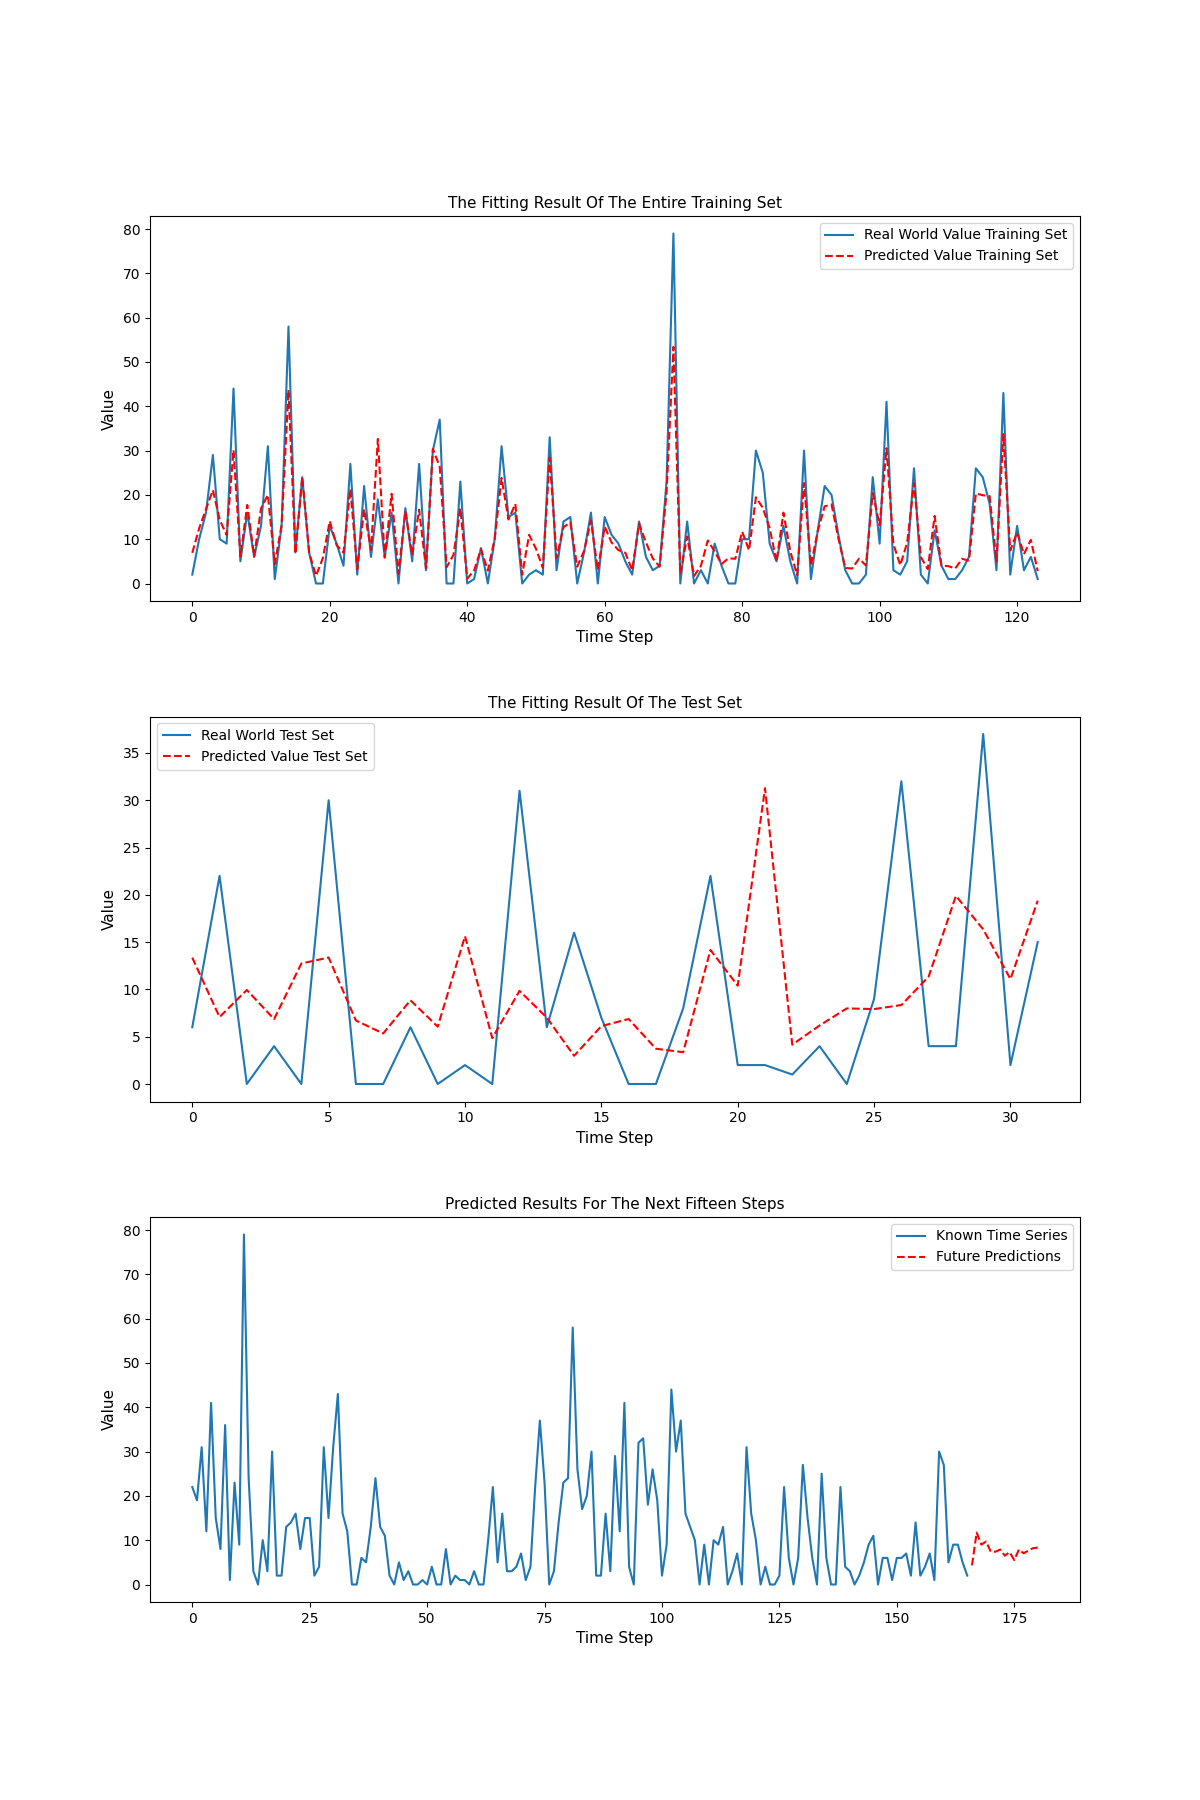 The Fitting Result Of The Entire Training Set
Real World Value Training Set
Predicted Value Training Set
Value
80
70
60
50
40
30
20
10
0
0 20 40 60 80 100 120
Time Step
The Fitting Result Of The Test Set
Real World Test Set
Predicted Value Test Set
Value
35
30
25
20
15
10
5
0
0 5 10 15 20 25 30
Time Step
Predicted Results For The Next Fifteen Steps
Known Time Series
Future Predictions
Value
80
70
60
50
40
30
20
10
0
0 25 50 75 100 125 150 175
Time Step